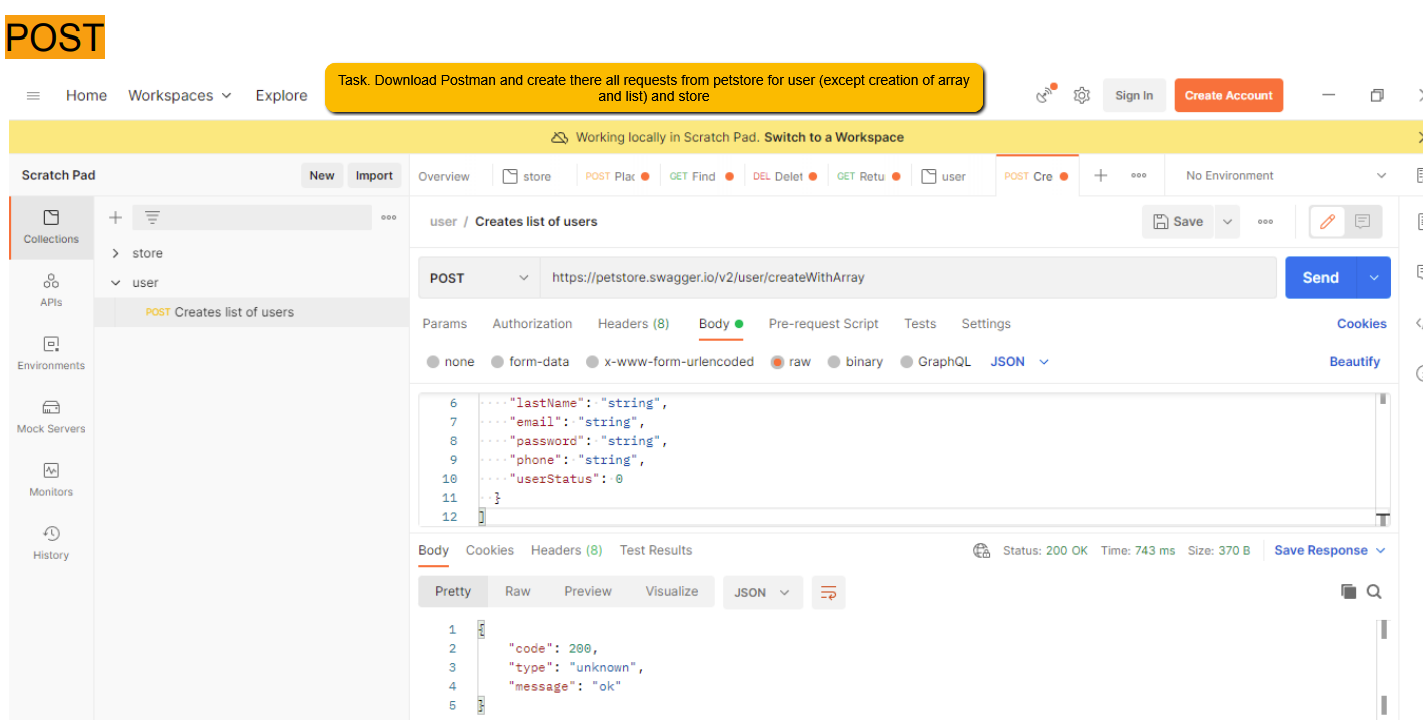 POST
Task. Download Postman and create there all requests from petstore for user (except creation of array
and list) and store
Home Workspaces Explore
Sign In Create Account
Working locally in Scratch Pad. Switch to a Workspace
Scratch Pad New Import
Overview store POST Plac GET Find DEL Delet GET Retu user POST Cre No Environment
Collections
APIs
Environments
Mock Servers
Monitors
History
store
user
POST Creates list of users
user / Creates list of users Save
POST https://petstore.swagger.io/v2/user/createWithArray Send
Params Authorization Headers (8) Body Pre-request Script Tests Settings Cookies
none form-data x-www-form-urlencoded raw binary GraphQL JSON Beautify
6 "lastName": "string",
7 "email": "string",
8 "password": "string",
9 "phone": "string",
10 "userStatus": 0
11 }
12 ]
Body Cookies Headers (8) Test Results Status: 200 OK Time: 743 ms Size: 370 B Save Response
Pretty Raw Preview Visualize JSON
1 {
2 "code": 200,
3 "type": "unknown",
4 "message": "ok"
5 }